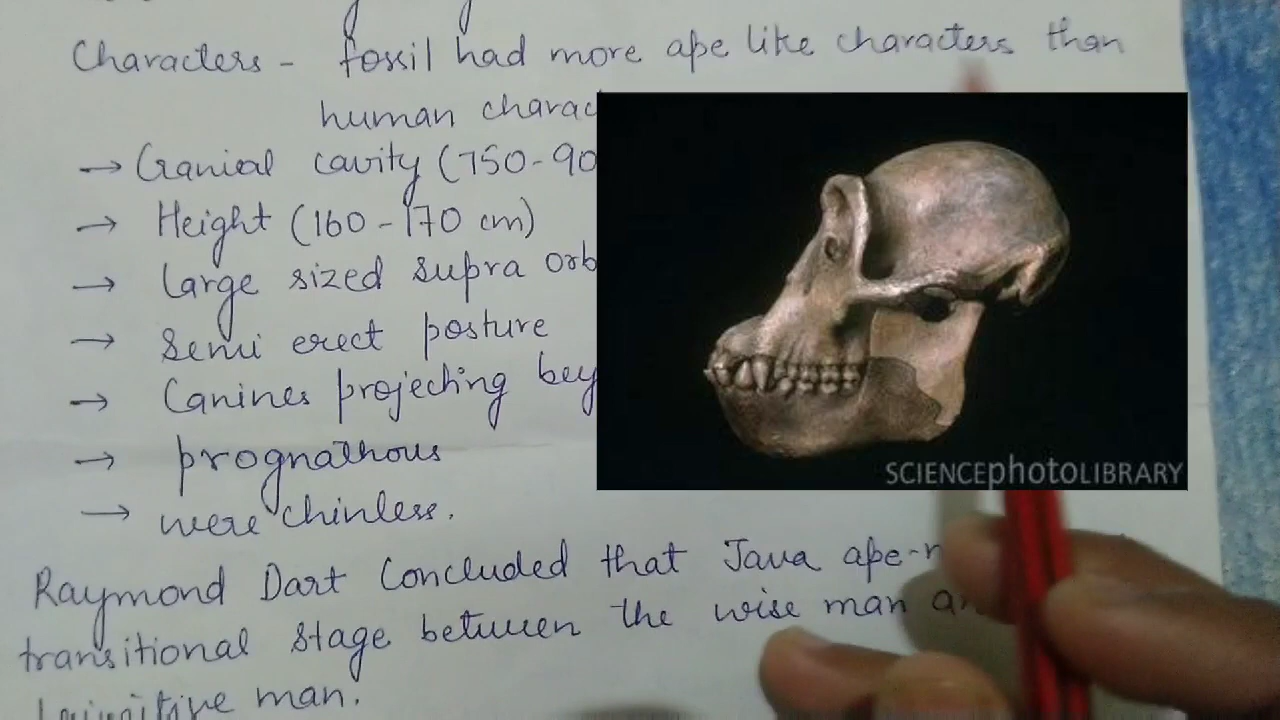 Characters - fossil had more ape like characters than
human charac
→ Cranial cavity (750-90
→ Height (160-170 cm)
→ large sized supra orb
→ Semi erect posture
→ Canines projecting bey
→ prognathous
→ were chinless.
SCIENCEphotoLIBRARY
Raymond Dart Concluded that Java ape-
transitional stage between the wise man
man.